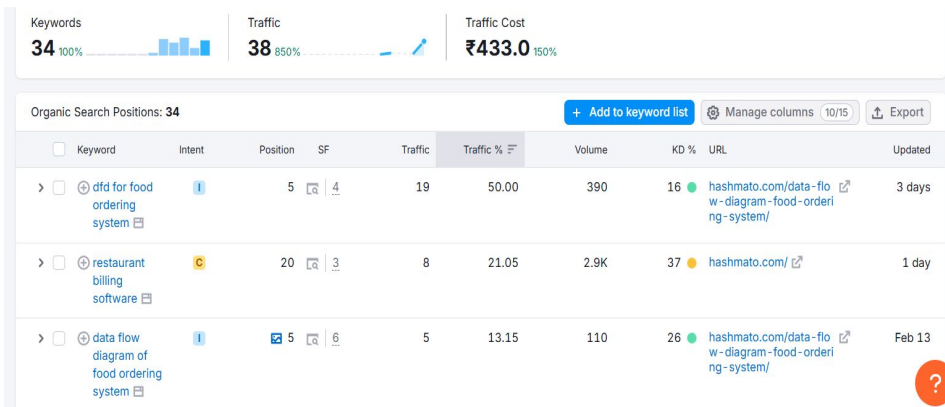 Keywords Traffic Traffic Cost
34 100% 38 850% ₹433.0 150%
Organic Search Positions: 34 + Add to keyword list Manage columns 10/15 Export
Keyword Intent Position SF Traffic Traffic % Volume KD % URL Updated
dfd for food I 5 4 19 50.00 390 16 hashmato.com/data-flo 3 days
ordering w-diagram-food-orderi
system ng-system/
restaurant C 20 3 8 21.05 2.9K 37 hashmato.com/ 1 day
billing
software
data flow I 5 6 5 13.15 110 26 hashmato.com/data-flo Feb 13
diagram of w-diagram-food-orderi
food ordering ng-system/
system
?